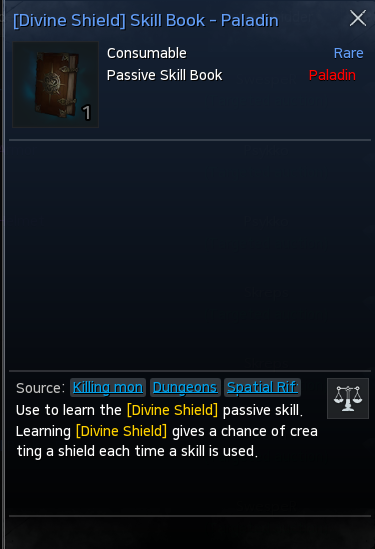 [Divine Shield] Skill Book - Paladin
Consumable Rare
Passive Skill Book Paladin
1
Source: Killing mon Dungeons Spatial Rif
Use to learn the [Divine Shield] passive skill.
Learning [Divine Shield] gives a chance of crea
ting a shield each time a skill is used.